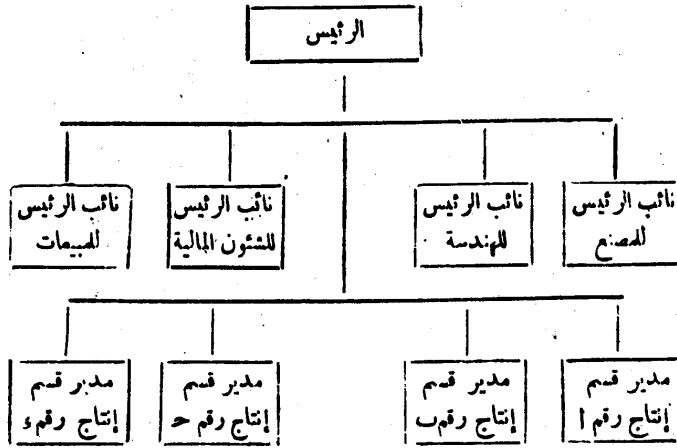 الرئيس
نائب الرئيس
للمصنع
نائب الرئيس
للهندسة
نائب الرئيس
للشئون المالية
نائب الرئيس
للمبيعات
مدير قسم
إنتاج رقم ا
مدير قسم
إنتاج رقم ب
مدير قسم
إنتاج رقم ح
مدير قسم
إنتاج رقم ء